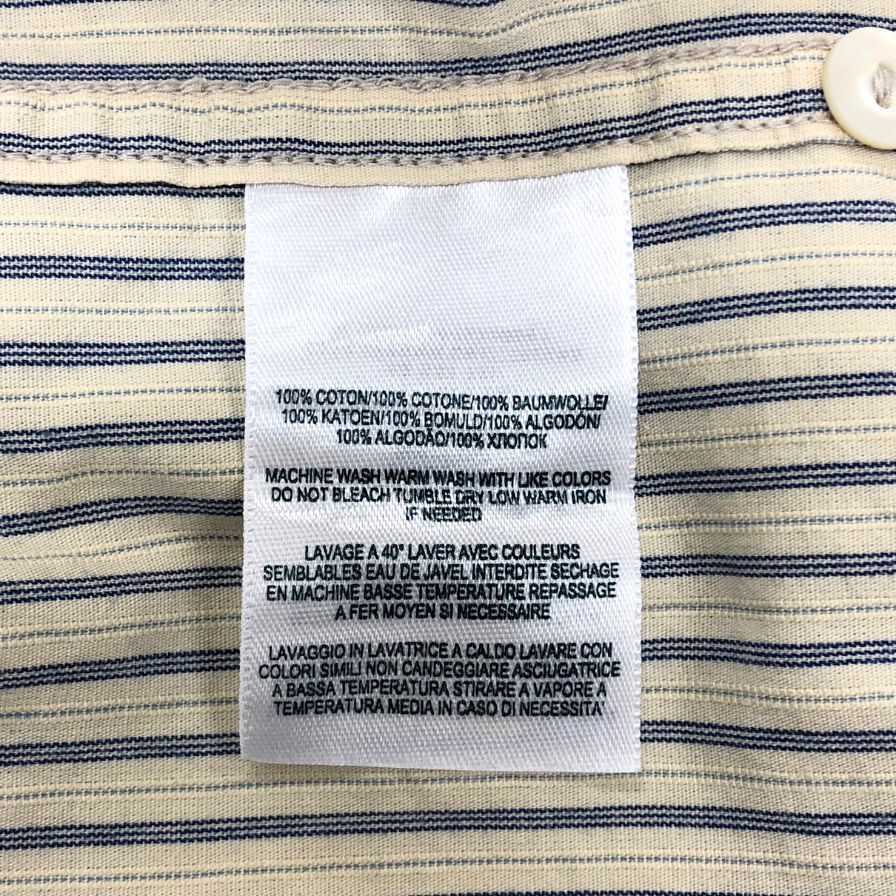 100% COTON/100% COTONE/100% BAUMWOLLE/
100% KATOEN/100% BOMULD/100% ALGODÓN/
100% ALGODÃO/100% ХЛОПОК
MACHINE WASH WARM WASH WITH LIKE COLORS
DO NOT BLEACH TUMBLE DRY LOW WARM IRON
IF NEEDED
LAVAGE A 40° LAVER AVEC COULEURS
SEMBLABLES EAU DE JAVEL INTERDITE SECHAGE
EN MACHINE BASSE TEMPERATURE REPASSAGE
A FER MOYEN SI NECESSAIRE
LAVAGGIO IN LAVATRICE A CALDO LAVARE CON
COLORI SIMILI NON CANDEGGIARE ASCIUGATRICE
A BASSA TEMPERATURA STIRARE A VAPORE A
TEMPERATURA MEDIA IN CASO DI NECESSITA'